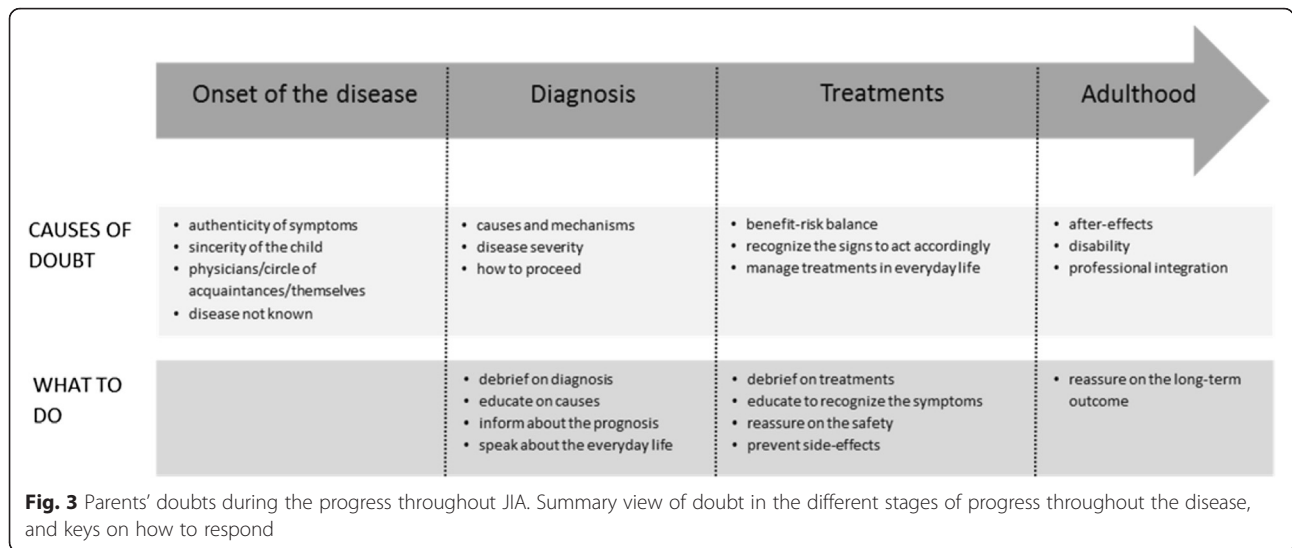 Onset of the disease
Diagnosis
Treatments
Adulthood
CAUSES OF
DOUBT
• authenticity of symptoms
• sincerity of the child
• physicians/circle of
acquaintances/themselves
• disease not known
• causes and mechanisms
• disease severity
• how to proceed
• benefit-risk balance
• recognize the signs to act accordingly
• manage treatments in everyday life
• after-effects
• disability
• professional integration
WHAT TO
DO
• debrief on diagnosis
• educate on causes
• inform about the prognosis
• speak about the everyday life
• debrief on treatments
• educate to recognize the symptoms
• reassure on the safety
• prevent side-effects
• reassure on the long-term
outcome
Fig. 3 Parents’ doubts during the progress throughout JIA. Summary view of doubt in the different stages of progress throughout the disease,
and keys on how to respond